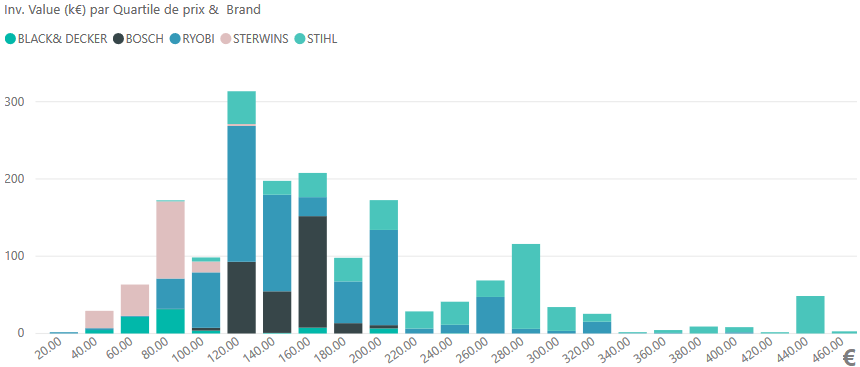 Inv. Value (k€) par Quartile de prix & Brand
BLACK& DECKER BOSCH RYOBI STERWINS STIHL
300
200
100
0
20.00 40.00 60.00 80.00 100.00 120.00 140.00 160.00 180.00 200.00 220.00 240.00 260.00 280.00 300.00 320.00 340.00 360.00 380.00 400.00 420.00 440.00 460.00
€